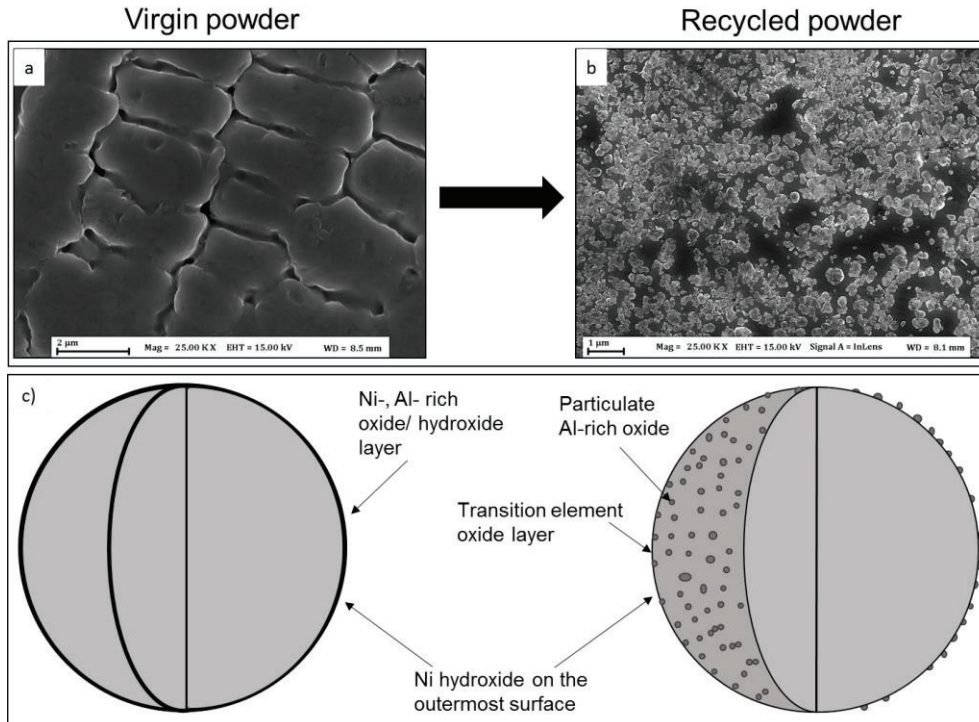 Virgin powder
Recycled powder
a
2 µm
Mag = 25.00 KX EHT = 15.00 kV WD = 8.5 mm
b
1 µm
Mag = 25.00 KX EHT = 15.00 kV Signal A = InLens WD = 8.1 mm
c)
Ni-, Al- rich
oxide/ hydroxide
layer
Particulate
Al-rich oxide
Transition element
oxide layer
Ni hydroxide on the
outermost surface